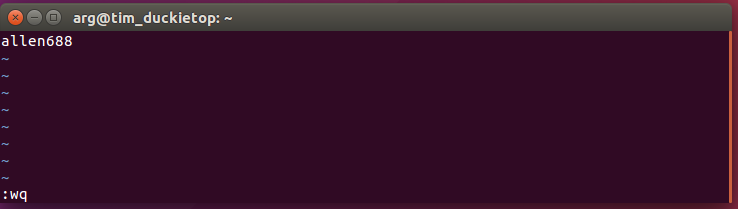 arg@tim_duckietop: ~
allen688
~
~
~
~
~
~
~
~
:wq